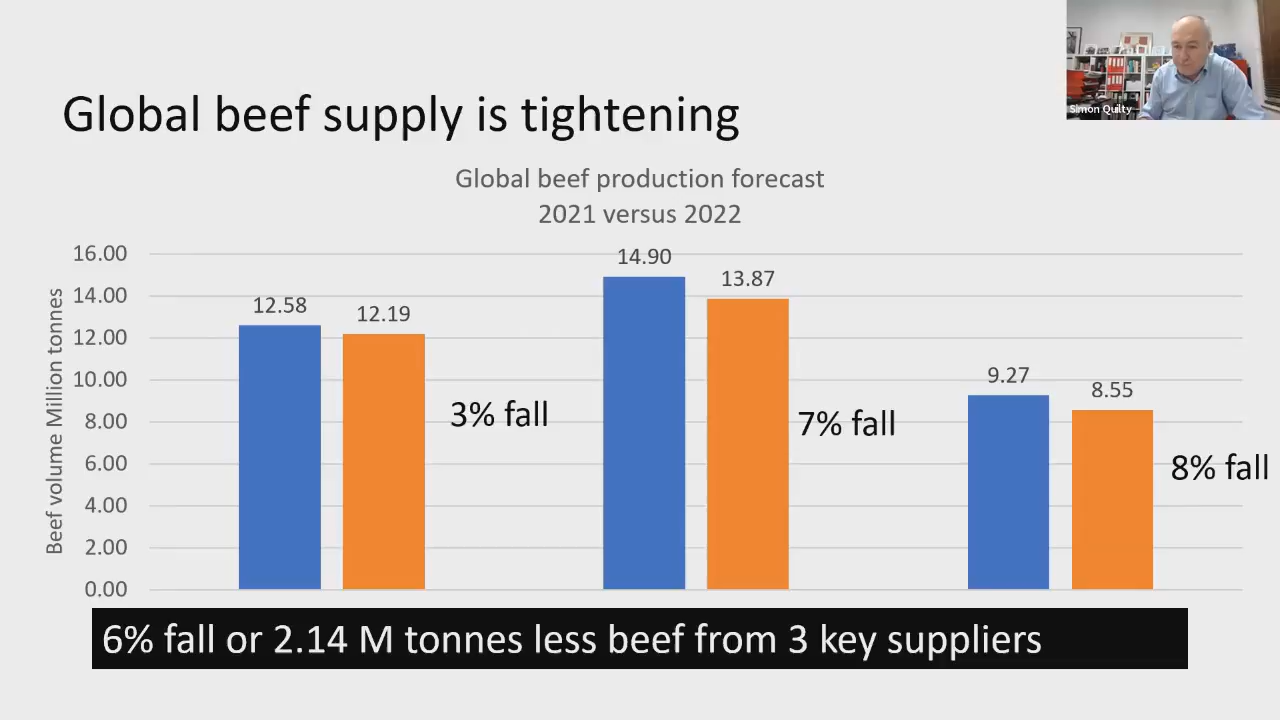 Simon Quilty
Global beef supply is tightening
Global beef production forecast
2021 versus 2022
Beef volume Million tonnes
16.00
14.00
12.00
10.00
8.00
6.00
4.00
2.00
0.00
12.58
12.19
3% fall
14.90
13.87
7% fall
9.27
8.55
8% fall
6% fall or 2.14 M tonnes less beef from 3 key suppliers